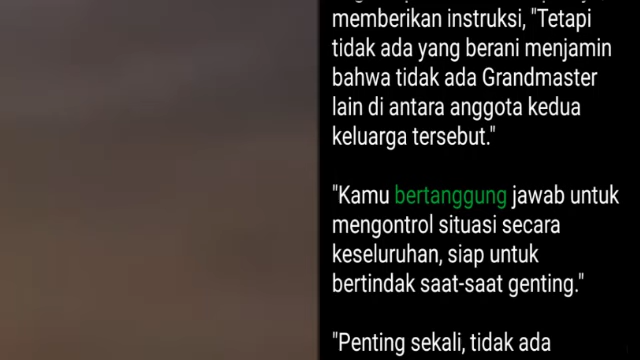 memberikan instruksi, "Tetapi
tidak ada yang berani menjamin
bahwa tidak ada Grandmaster
lain di antara anggota kedua
keluarga tersebut."
"Kamu bertanggung jawab untuk
mengontrol situasi secara
keseluruhan, siap untuk
bertindak saat-saat genting."
"Penting sekali, tidak ada